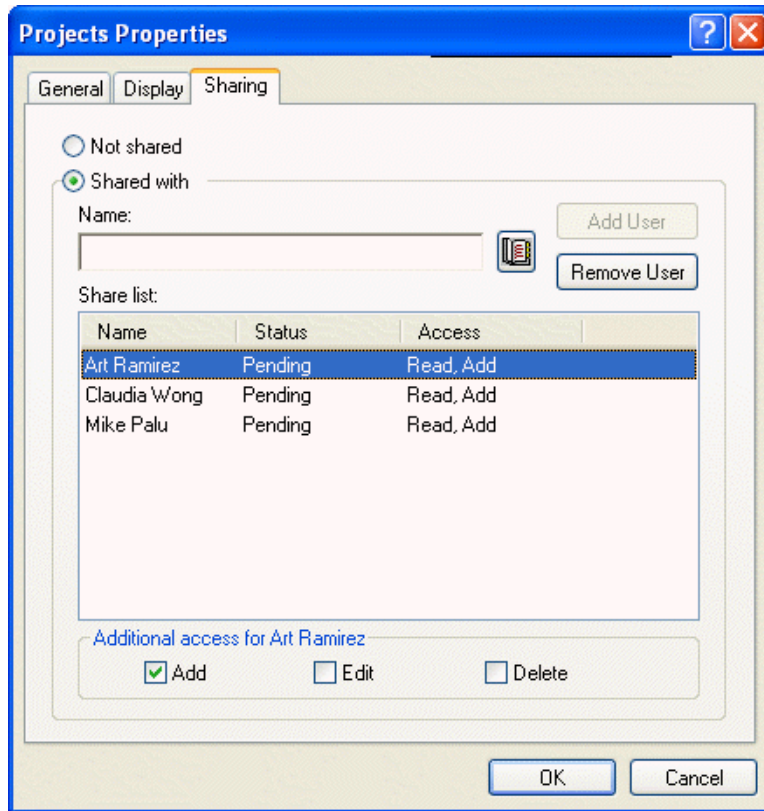 Projects Properties
General Display Sharing
Not shared
Shared with
Name:
Add User
Remove User
Share list:
Name Status Access
Art Ramirez Pending Read, Add
Claudia Wong Pending Read, Add
Mike Palu Pending Read, Add
Additional access for Art Ramirez
Add Edit Delete
OK Cancel